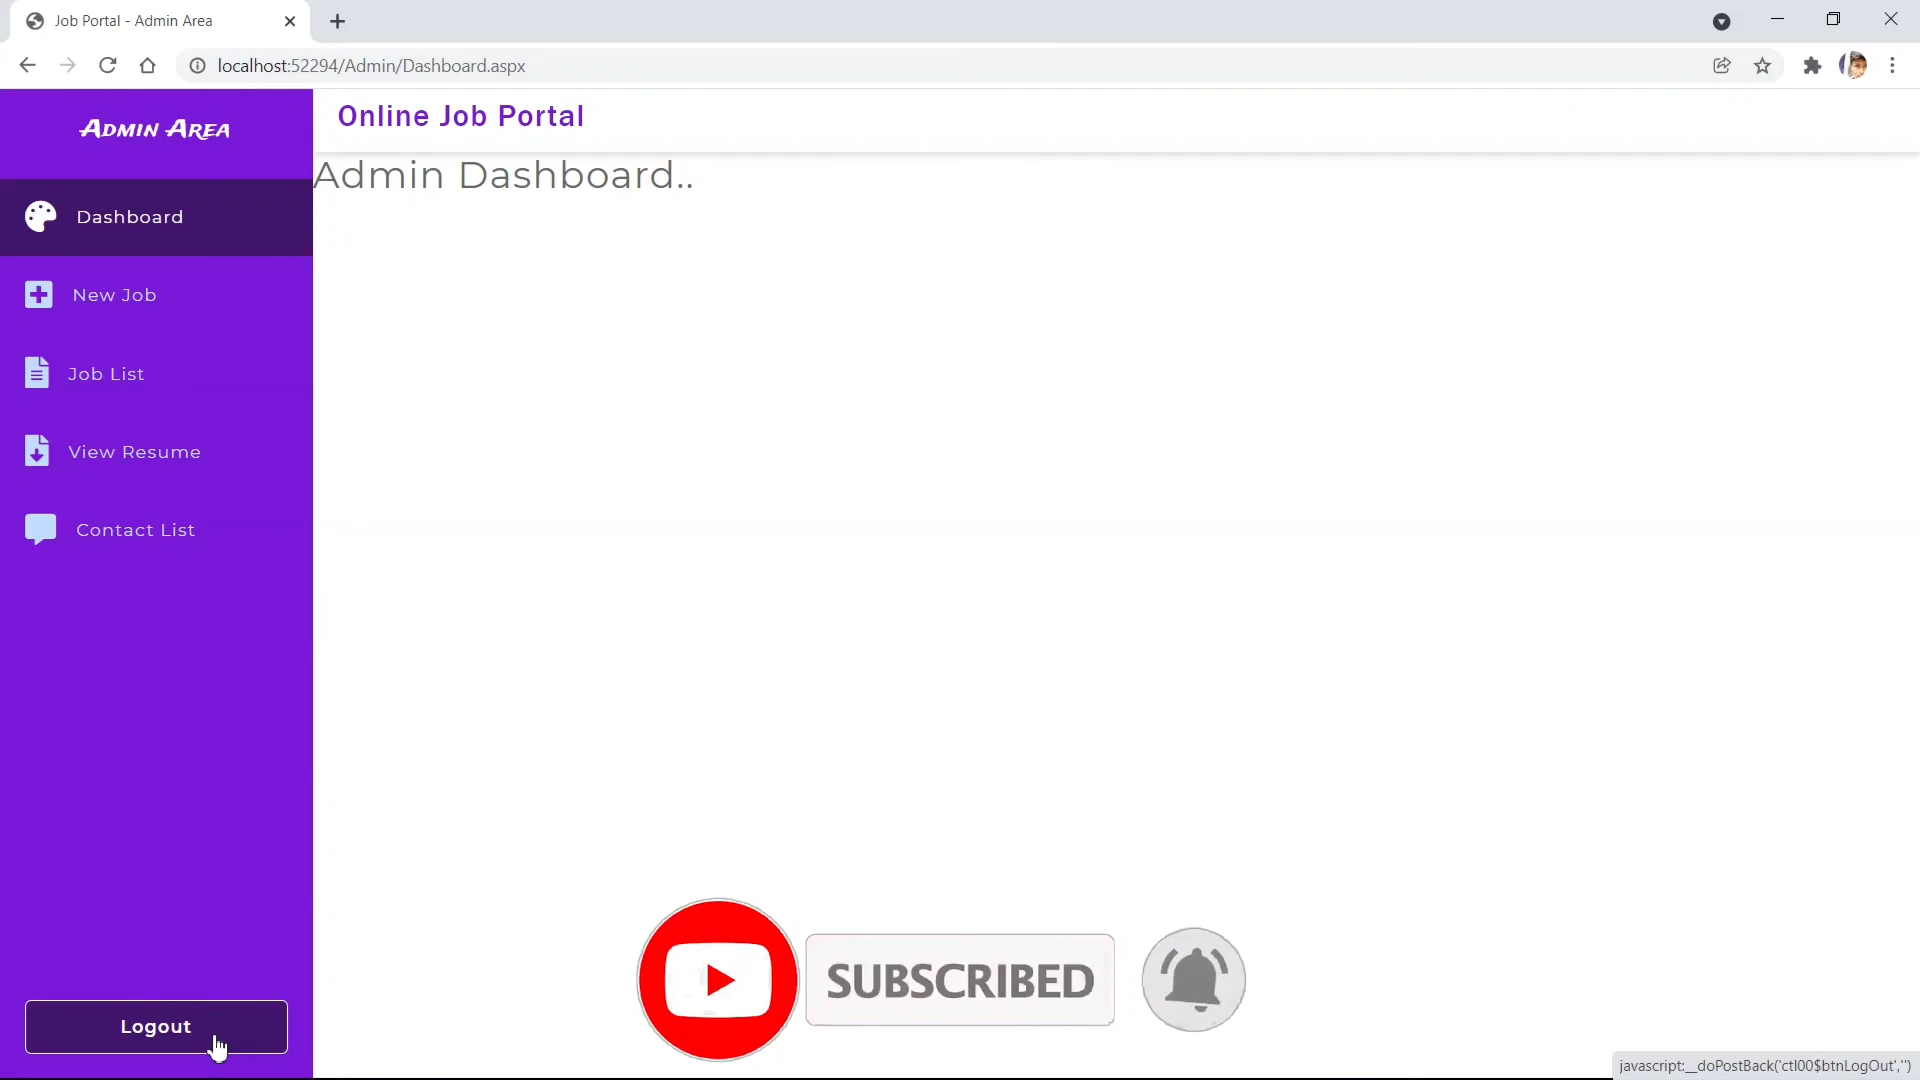 Job Portal - Admin Area
localhost:52294/Admin/Dashboard.aspx
Admin Area
Online Job Portal
Admin Dashboard..
Dashboard
New Job
Job List
View Resume
Contact List
SUBSCRIBED
Logout
javascript:__doPostBack('ctl00$btnLogOut','')